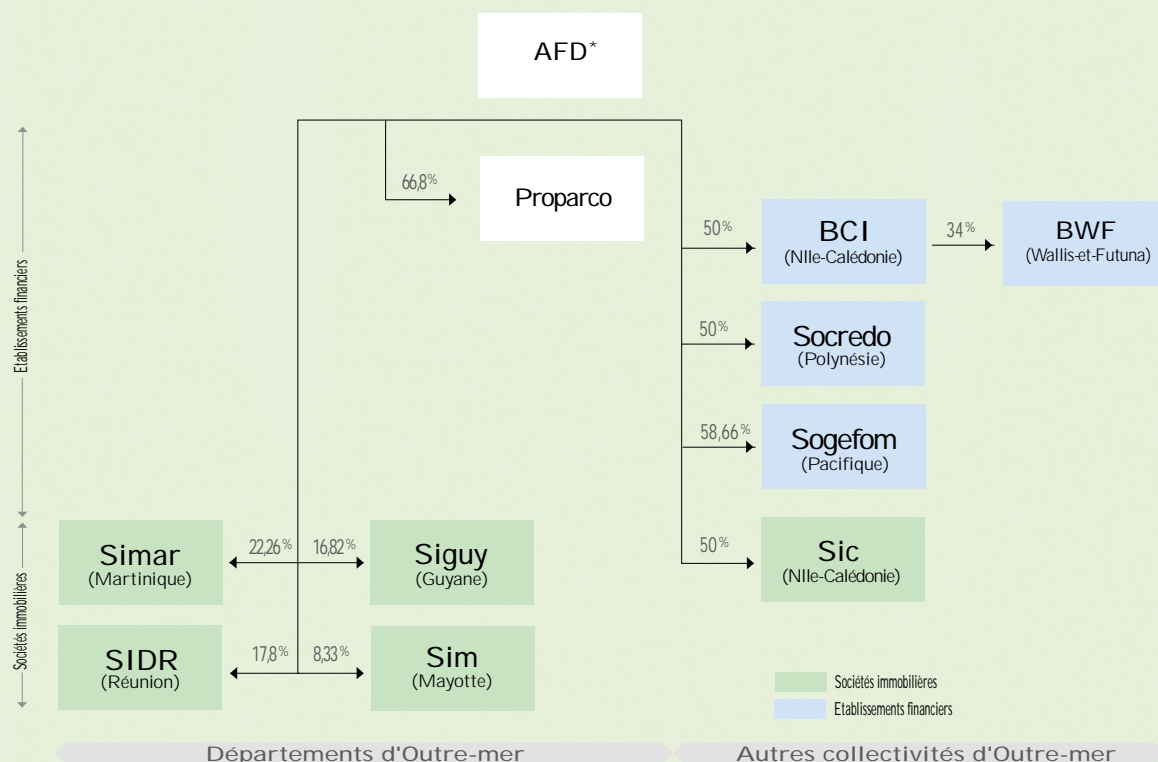 AFD*
Etablissements financiers
66,8%
Proparco
50%
BCI
(Nlle-Calédonie)
34%
BWF
(Wallis-et-Futuna)
50%
Socredo
(Polynésie)
58,66%
Sogefom
(Pacifique)
Sociétés immobilières
Simar
(Martinique)
22,26%
16,82%
Siguy
(Guyane)
50%
Sic
(Nlle-Calédonie)
SIDR
(Réunion)
17,8%
8,33%
Sim
(Mayotte)
Sociétés immobilières
Etablissements financiers
Départements d'Outre-mer
Autres collectivités d'Outre-mer